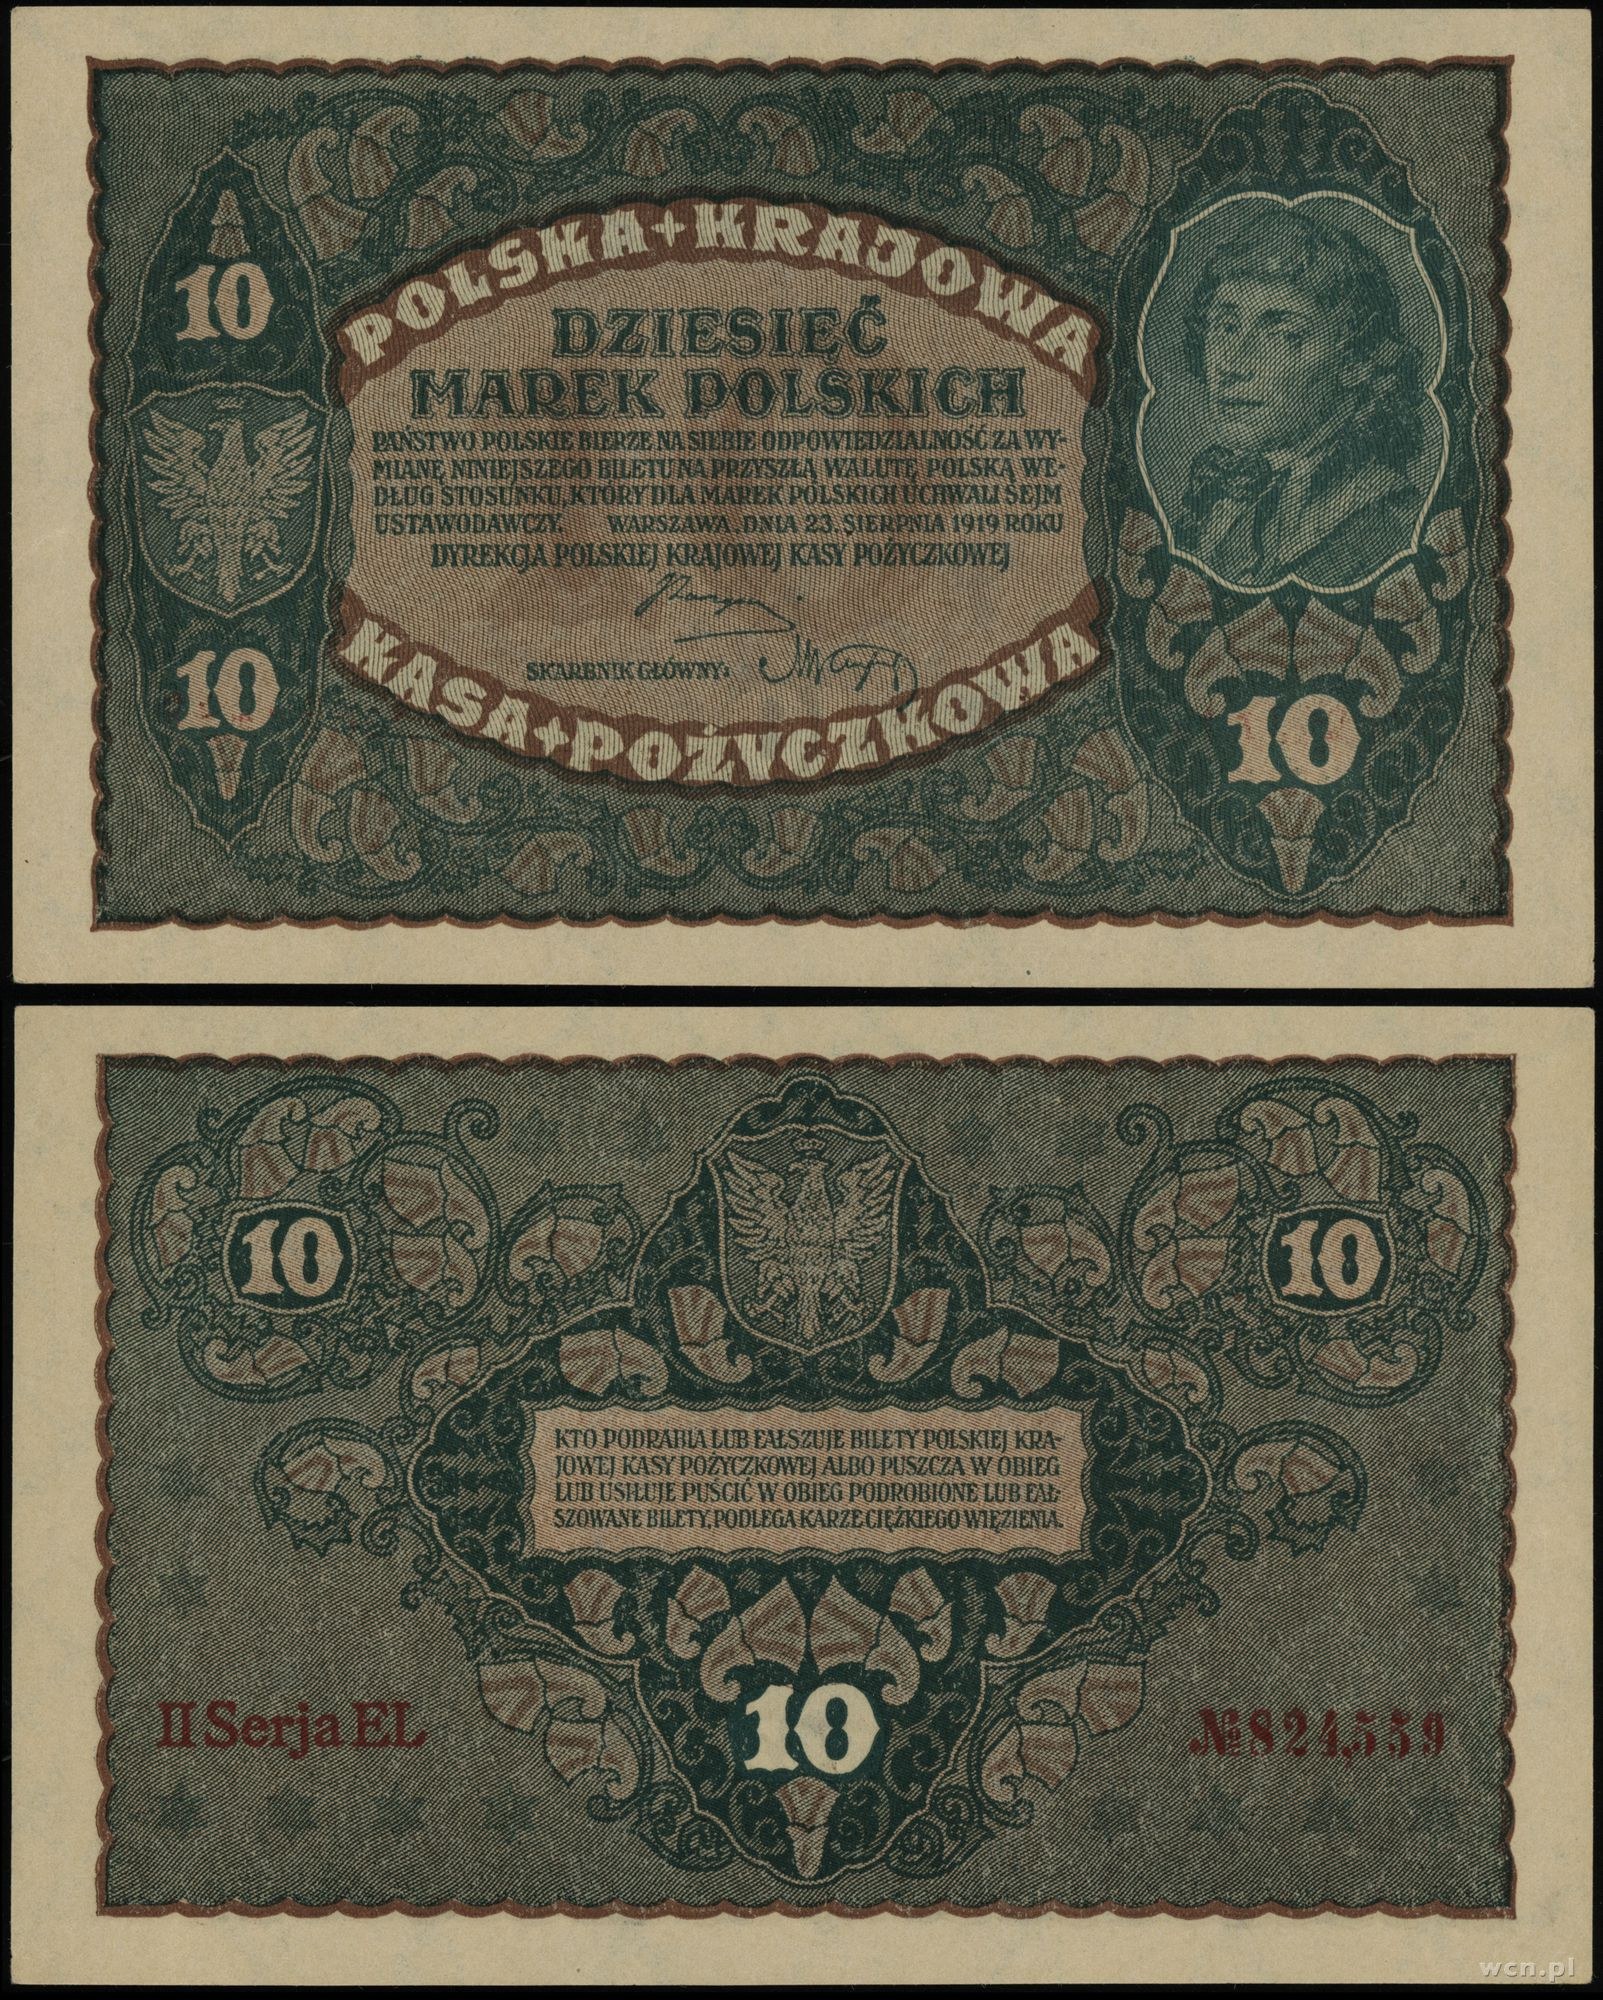 POLSKA + KRAJOWA
10
DZIESIĘĆ
MAREK POLSKICH
PAŃSTWO POLSKIE BIERZE NA SIEBIE ODPOWIEDZIALNOŚĆ ZA WY-
MIANĘ NINIEJSZEGO BILETU NA PRZYSZŁĄ WALUTĘ POLSKĄ WE-
DŁUG STOSUNKU, KTÓRY DLA MAREK POLSKICH UCHWALI SEJM
USTAWODAWCZY. WARSZAWA, DNIA 23. SIERPNIA 1919 ROKU
DYREKCJA POLSKIEJ KRAJOWEJ KASY POŻYCZKOWEJ
SKARBNIK GŁÓWNY:
10
10
KASA + POŻYCZKOWA
10
10
KTO PODRABIA LUB FAŁSZUJE BILETY POLSKIEJ KRA-
JOWEJ KASY POŻYCZKOWEJ ALBO PUSZCZA W OBIEG
LUB USIŁUJE PUŚCIĆ W OBIEG PODROBIONE LUB FAŁ-
SZOWANE BILETY, PODLEGA KARZE CIĘŻKIEGO WIĘZIENIA.
II Serja EL
№ 824,559
10
wcn.pl